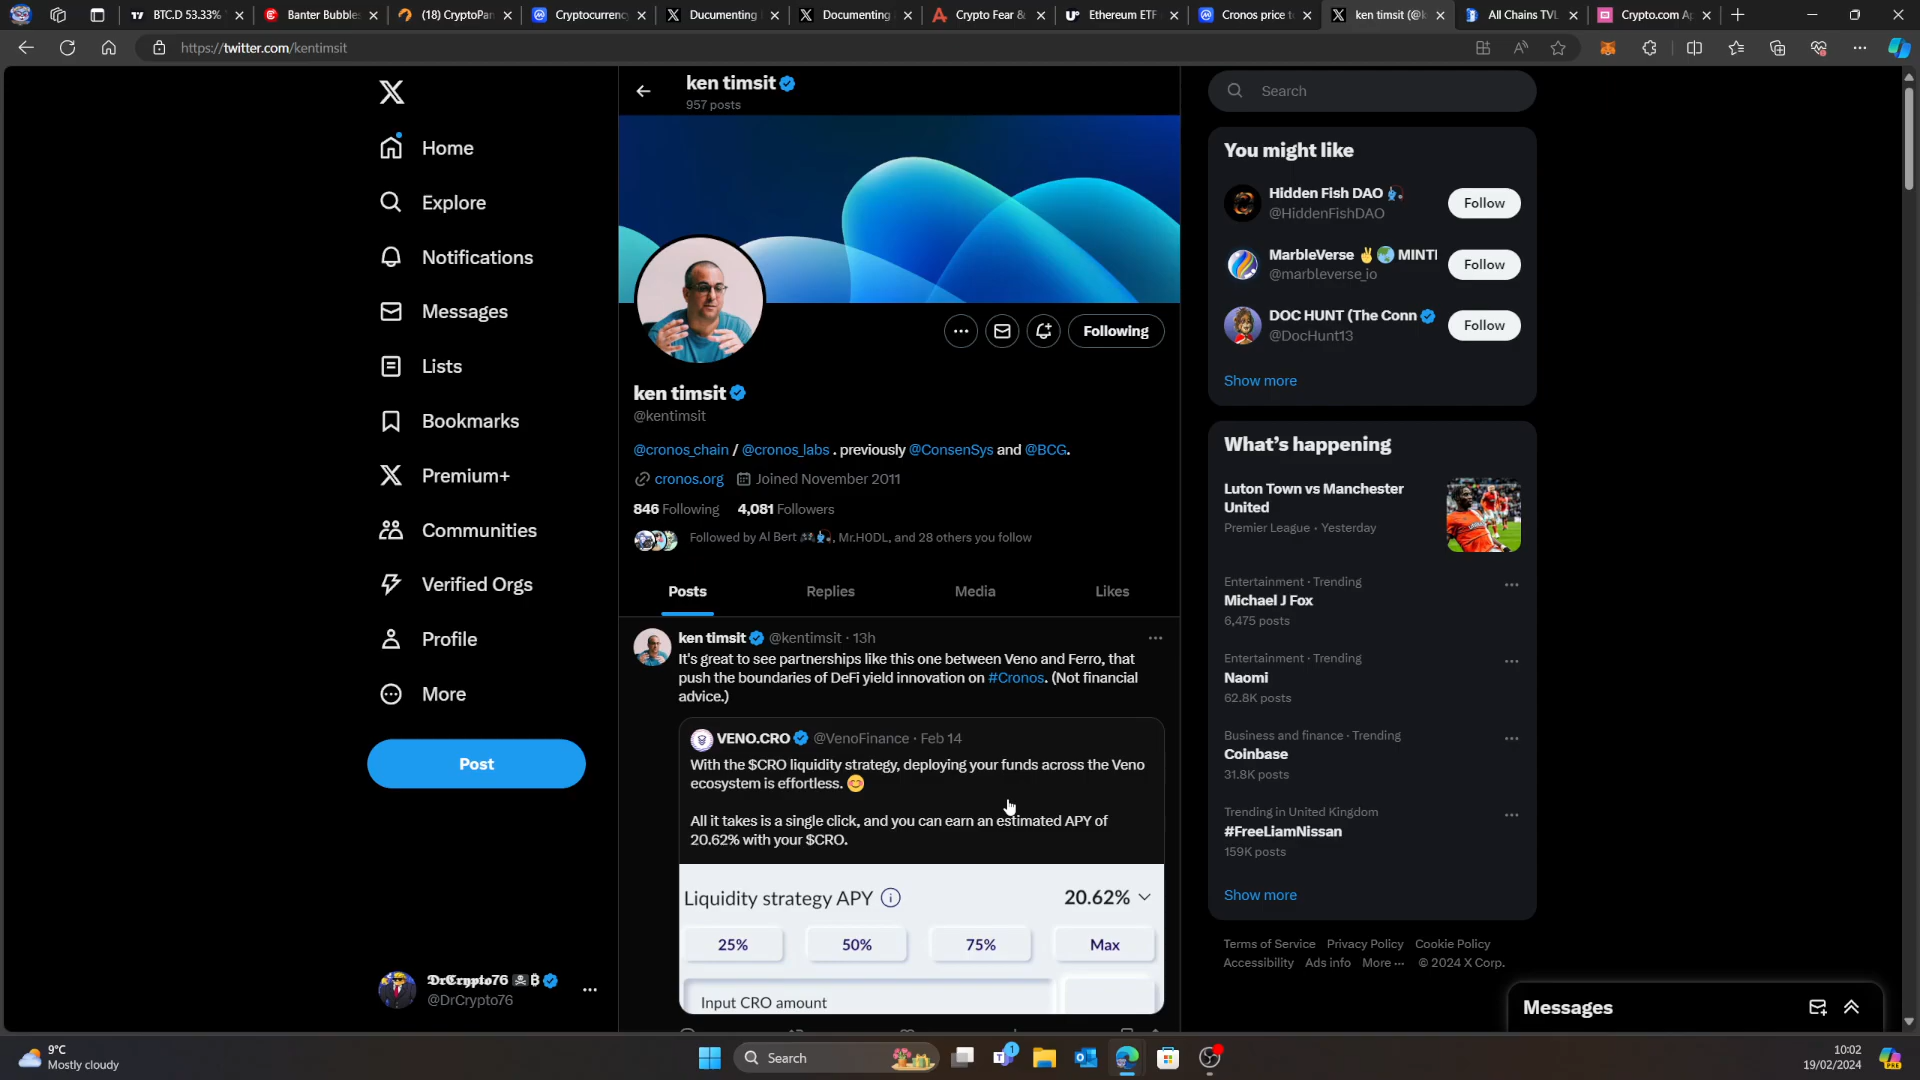 BTC.D 53.33%
Banter Bubble
(18) CryptoPan
Cryptocurrenc
Ducumenting
Documenting
Crypto Fear &
Ethereum ETF
Cronos price t
ken timsit (@k
All Chains TVL
Crypto.com Ap
https://twitter.com/kentimsit
Home
Explore
Notifications
Messages
Lists
Bookmarks
Premium+
Communities
Verified Orgs
Profile
More
Post
DrCrypto76
@DrCrypto76
ken timsit
957 posts
Following
ken timsit
@kentimsit
@cronos_chain / @cronos_labs . previously @ConsenSys and @BCG.
cronos.org Joined November 2011
846 Following 4,081 Followers
Followed by Al Bert, Mr.H0DL, and 28 others you follow
Posts Replies Media Likes
ken timsit @kentimsit · 13h
It's great to see partnerships like this one between Veno and Ferro, that
push the boundaries of DeFi yield innovation on #Cronos. (Not financial
advice.)
VENO.CRO @VenoFinance · Feb 14
With the $CRO liquidity strategy, deploying your funds across the Veno
ecosystem is effortless. 😊
All it takes is a single click, and you can earn an estimated APY of
20.62% with your $CRO.
Liquidity strategy APY 20.62%
25% 50% 75% Max
Input CRO amount
Search
You might like
Hidden Fish DAO
@HiddenFishDAO
Follow
MarbleVerse ✌🌏 MINTI
@marbleverse_io
Follow
DOC HUNT (The Conn
@DocHunt13
Follow
Show more
What's happening
Luton Town vs Manchester
United
Premier League · Yesterday
Entertainment · Trending
Michael J Fox
6,475 posts
Entertainment · Trending
Naomi
62.8K posts
Business and finance · Trending
Coinbase
31.8K posts
Trending in United Kingdom
#FreeLiamNissan
159K posts
Show more
Terms of Service Privacy Policy Cookie Policy
Accessibility Ads info More ··· © 2024 X Corp.
Messages
9°C
Mostly cloudy
Search
1
10:02
19/02/2024
PRE